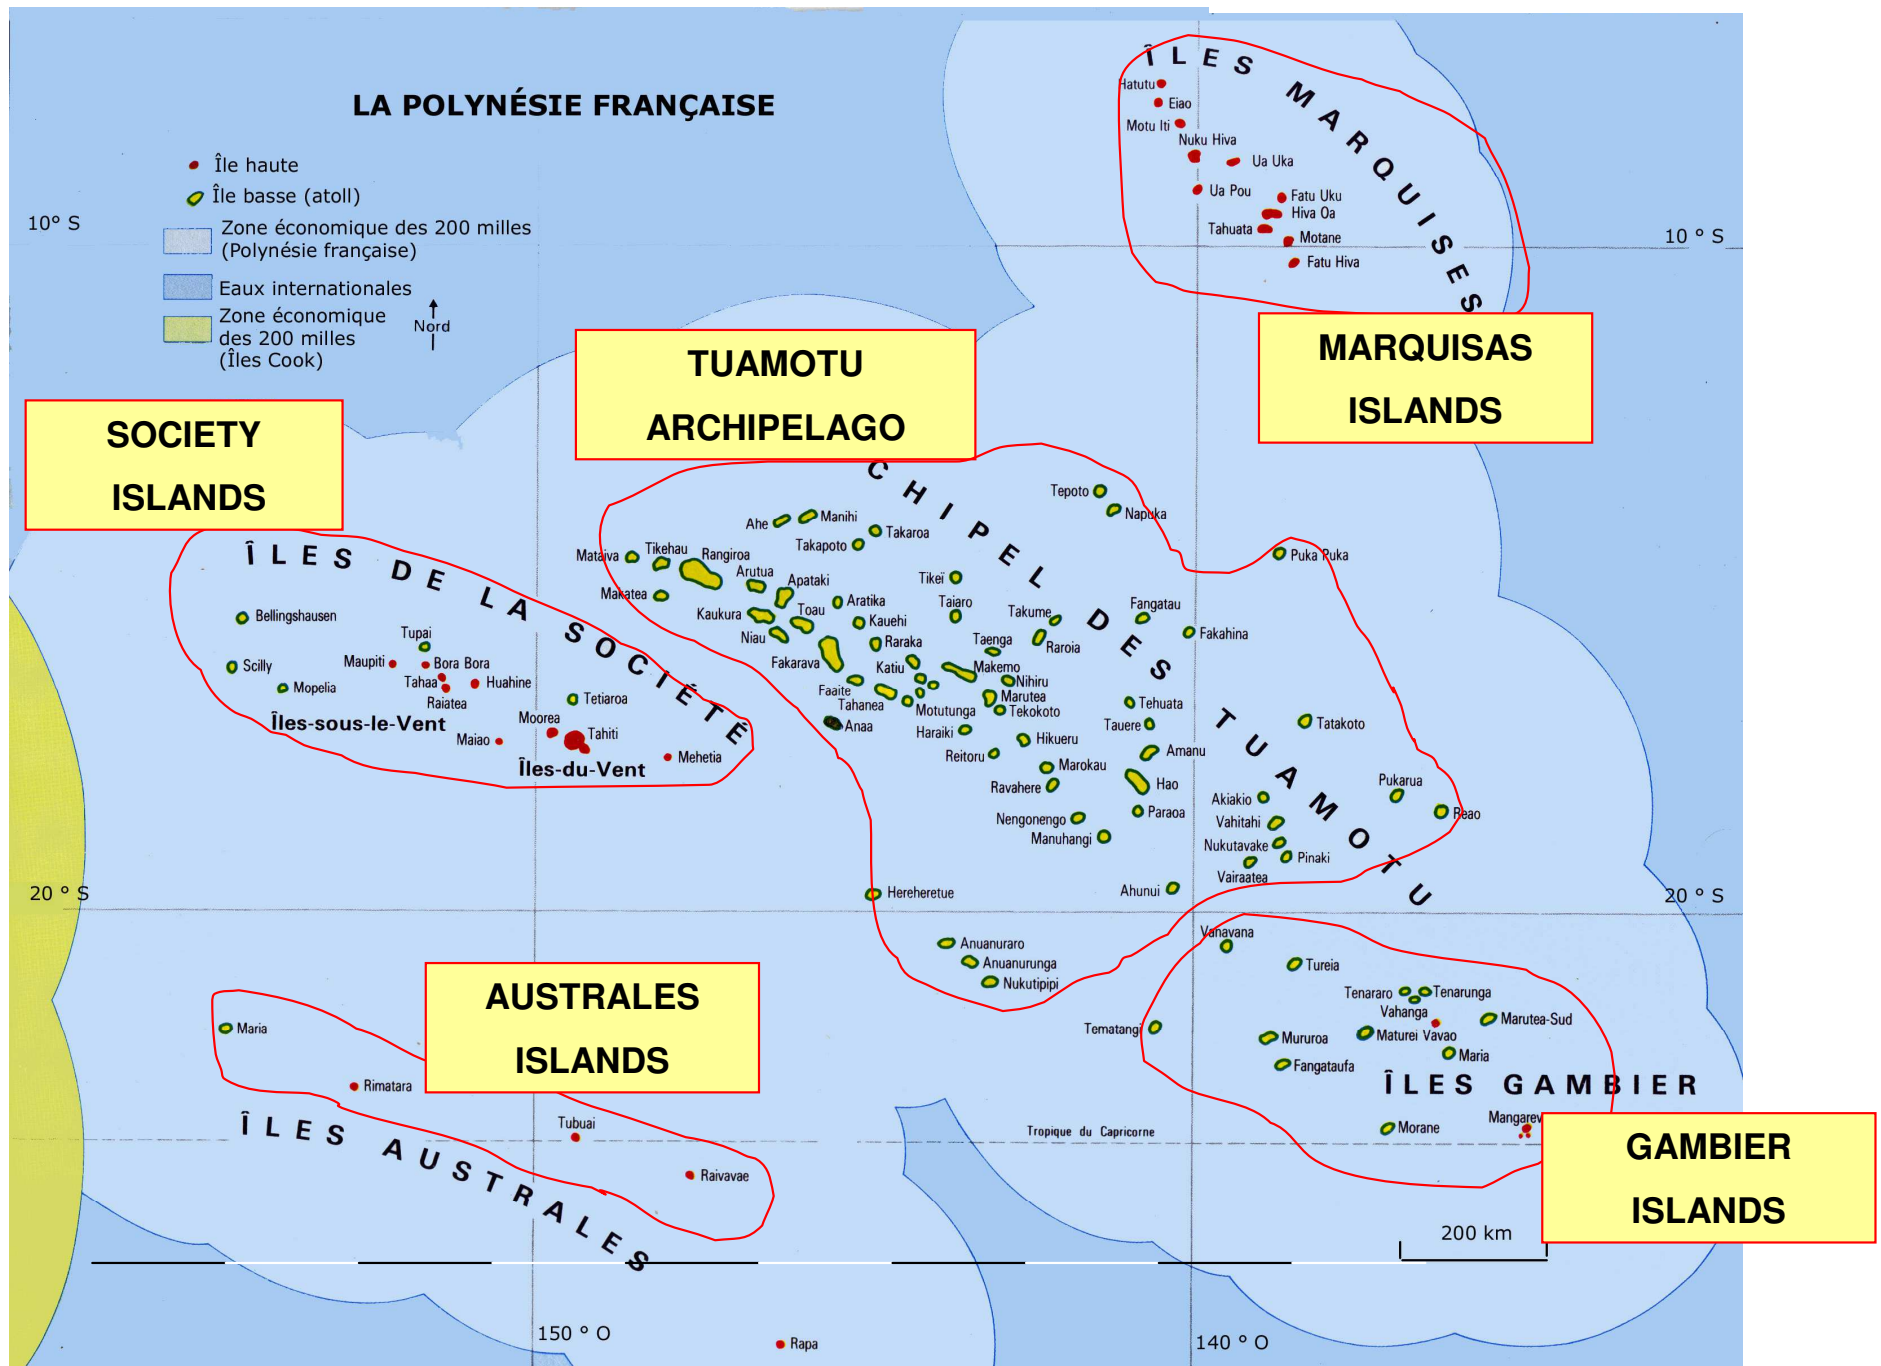 LA POLYNÉSIE FRANÇAISE
Île haute
Île basse (atoll)
Zone économique des 200 milles
(Polynésie française)
Eaux internationales
Zone économique
des 200 milles
(Îles Cook)
Nord
10° S
10 ° S
ÎLES MARQUISES
Hatutu
Eiao
Motu Iti
Nuku Hiva
Ua Uka
Ua Pou
Fatu Uku
Hiva Oa
Tahuata
Motane
Fatu Hiva
MARQUISAS
ISLANDS
TUAMOTU
ARCHIPELAGO
SOCIETY
ISLANDS
CHIPEL DES TUAMOTU
Tepoto
Napuka
Ahe
Manihi
Takaroa
Takapoto
Puka Puka
Mataiva
Tikehau
Rangiroa
Arutua
Apataki
Tikeï
Makatea
Kaukura
Toau
Aratika
Taiaro
Takume
Fangatau
Niau
Kauehi
Fakahina
Raraka
Taenga
Raroia
Fakarava
Katiu
Makemo
Nihiru
Faaite
Tahanea
Motutunga
Marutea
Tekokoto
Tehuata
Anaa
Haraiki
Tauere
Tatakoto
Hikueru
Reitoru
Amanu
Marokau
Ravahere
Hao
Pukarua
Akiakio
Reao
Nengonengo
Paraoa
Vahitahi
Manuhangi
Nukutavake
Pinaki
Vairaatea
Hereheretue
Ahunui
Anuanuraro
Anuanurunga
Nukutipipi
ÎLES DE LA SOCIÉTÉ
Bellingshausen
Tupai
Scilly
Maupiti
Bora Bora
Mopelia
Tahaa
Huahine
Raiatea
Tetiaroa
Îles-sous-le-Vent
Moorea
Maiao
Tahiti
Mehetia
Îles-du-Vent
20 ° S
20 ° S
AUSTRALES
ISLANDS
Maria
Rimatara
Tubuai
Raivavae
ÎLES AUSTRALES
Rapa
Vanavana
Tureia
Tematangi
Tenararo
Tenarunga
Vahanga
Marutea-Sud
Mururoa
Maturei Vavao
Maria
Fangataufa
ÎLES GAMBIER
Morane
Mangarev
Tropique du Capricorne
GAMBIER
ISLANDS
200 km
150 ° O
140 ° O